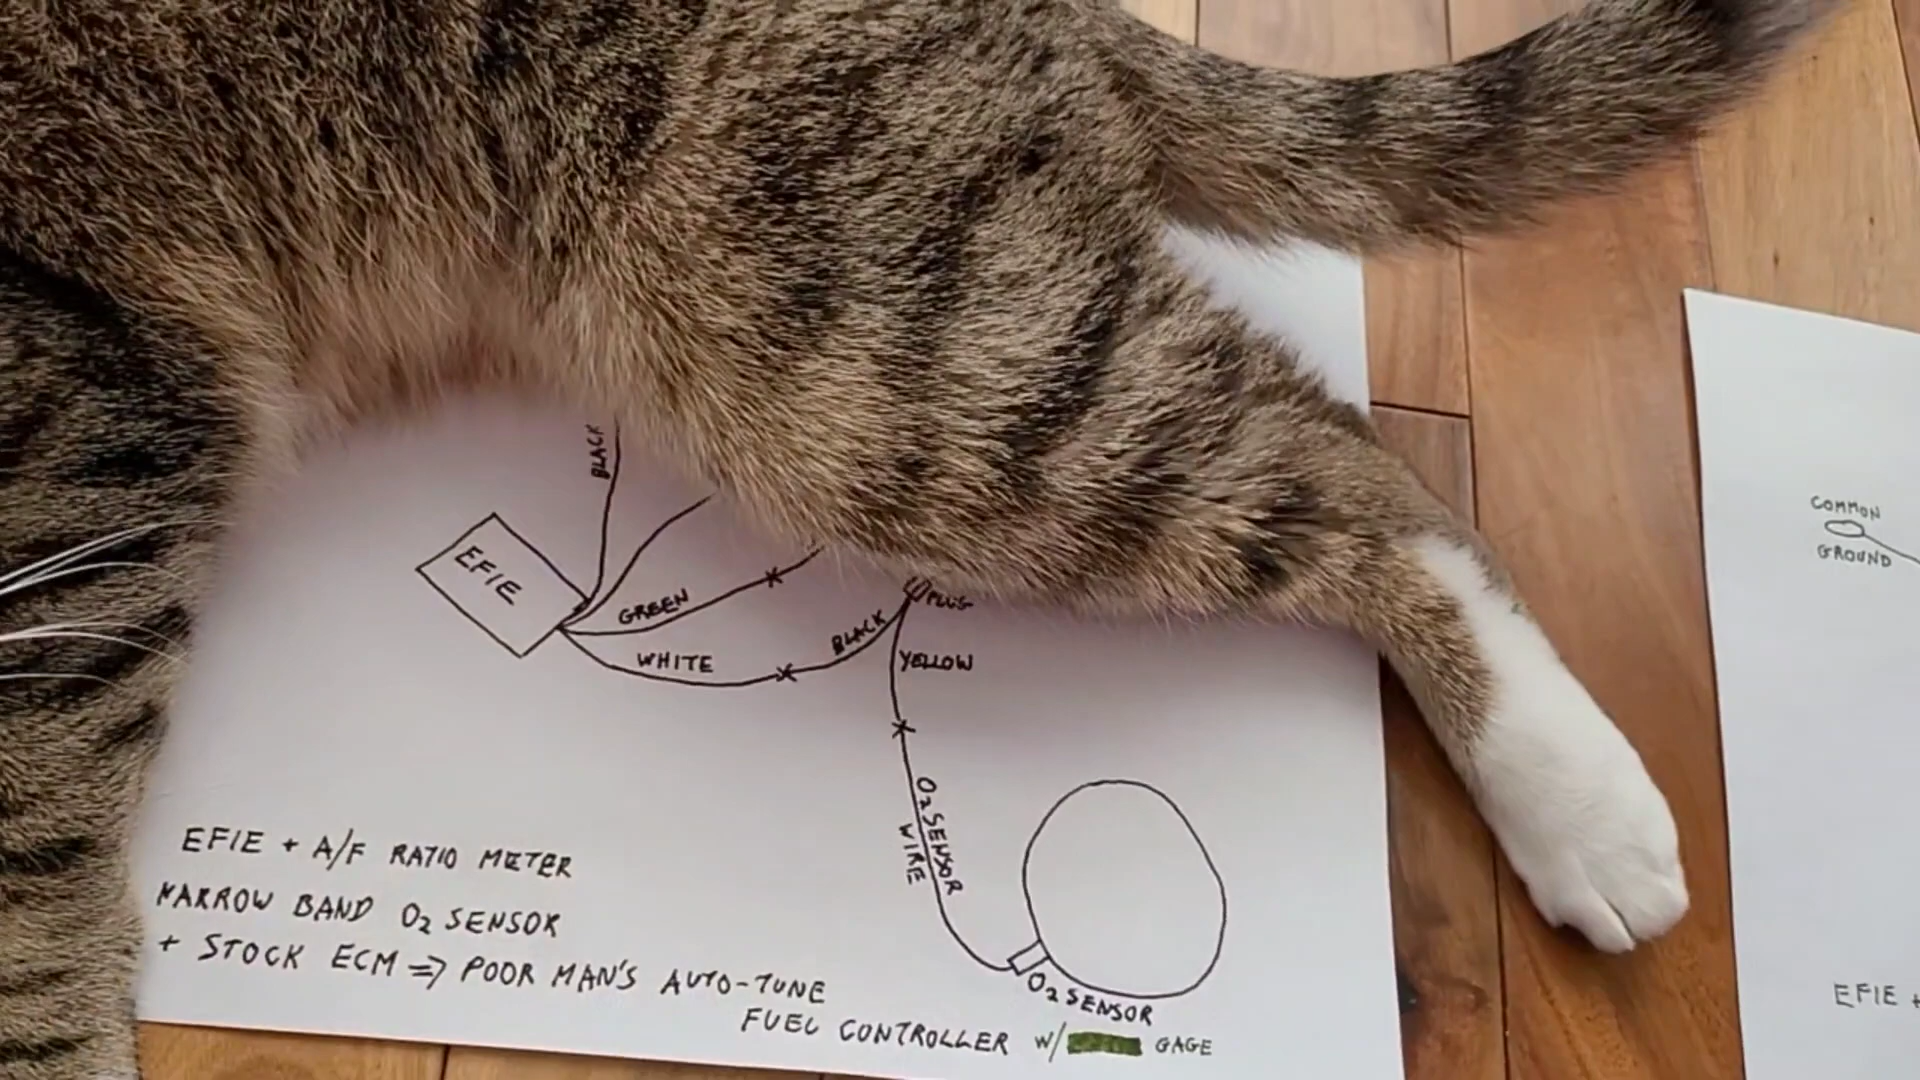 BLACK
EFIE
GREEN
WHITE
BLACK
PLUG
YELLOW
O2 SENSOR
WIRE
O2 SENSOR
EFIE + A/F RATIO METER
NARROW BAND O2 SENSOR
+ STOCK ECM => POOR MAN'S AUTO-TUNE
FUEL CONTROLLER W/ GAGE
COMMON
GROUND
EFIE +